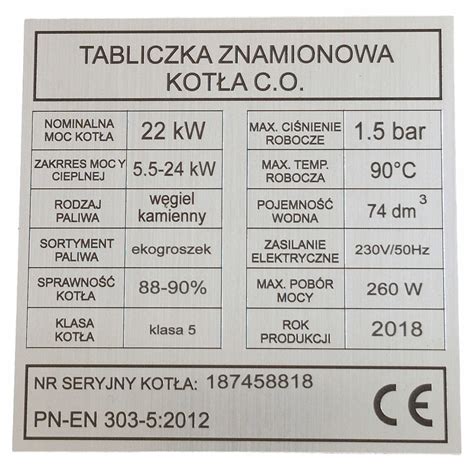 TABLICZKA ZNAMIONOWA
KOTŁA C.O.
NOMINALNA
MOC KOTŁA
22 kW
ZAKRRES MOC Y
CIEPLNEJ
5.5-24 kW
RODZAJ
PALIWA
węgiel
kamienny
SORTYMENT
PALIWA
ekogroszek
SPRAWNOŚĆ
KOTŁA
88-90%
KLASA
KOTŁA
klasa 5
MAX. CIŚNIENIE
ROBOCZE
1.5 bar
MAX. TEMP.
ROBOCZA
90°C
POJEMNOŚĆ
WODNA
74 dm³
ZASILANIE
ELEKTRYCZNE
230V/50Hz
MAX. POBÓR
MOCY
260 W
ROK
PRODUKCJI
2018
NR SERYJNY KOTŁA: 187458818
PN-EN 303-5:2012
CE